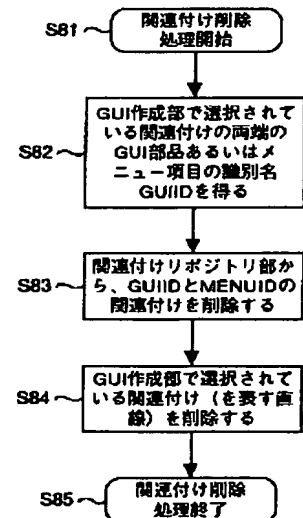 S81
関連付け削除
処理開始
S82
GUI作成部で選択されて
いる関連付けの両端の
GUI部品あるいはメ
ニュー項目の識別名
GUIIDを得る
S83
関連付けリポジトリ部か
ら、GUIIDとMENUIDの
関連付けを削除する
S84
GUI作成部で選択されて
いる関連付け(を表す直
線)を削除する
S85
関連付け削除
処理終了